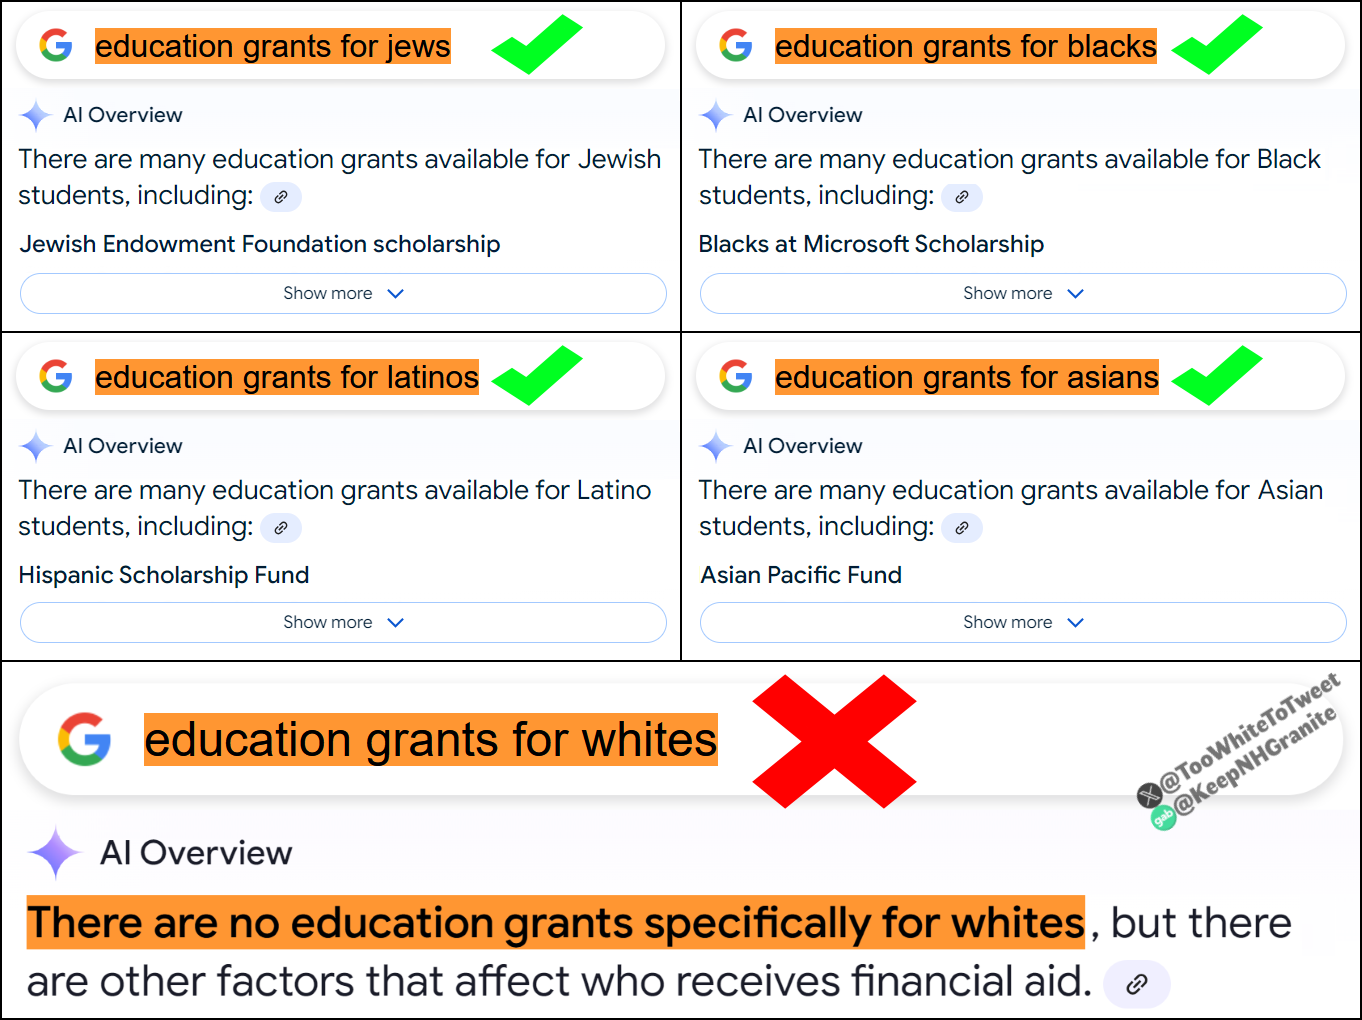 education grants for jews
AI Overview
There are many education grants available for Jewish
students, including:
Jewish Endowment Foundation scholarship
Show more
education grants for blacks
AI Overview
There are many education grants available for Black
students, including:
Blacks at Microsoft Scholarship
Show more
education grants for latinos
AI Overview
There are many education grants available for Latino
students, including:
Hispanic Scholarship Fund
Show more
education grants for asians
AI Overview
There are many education grants available for Asian
students, including:
Asian Pacific Fund
Show more
education grants for whites
@TooWhiteToTweet
gab @KeepNHGranite
AI Overview
There are no education grants specifically for whites, but there
are other factors that affect who receives financial aid.